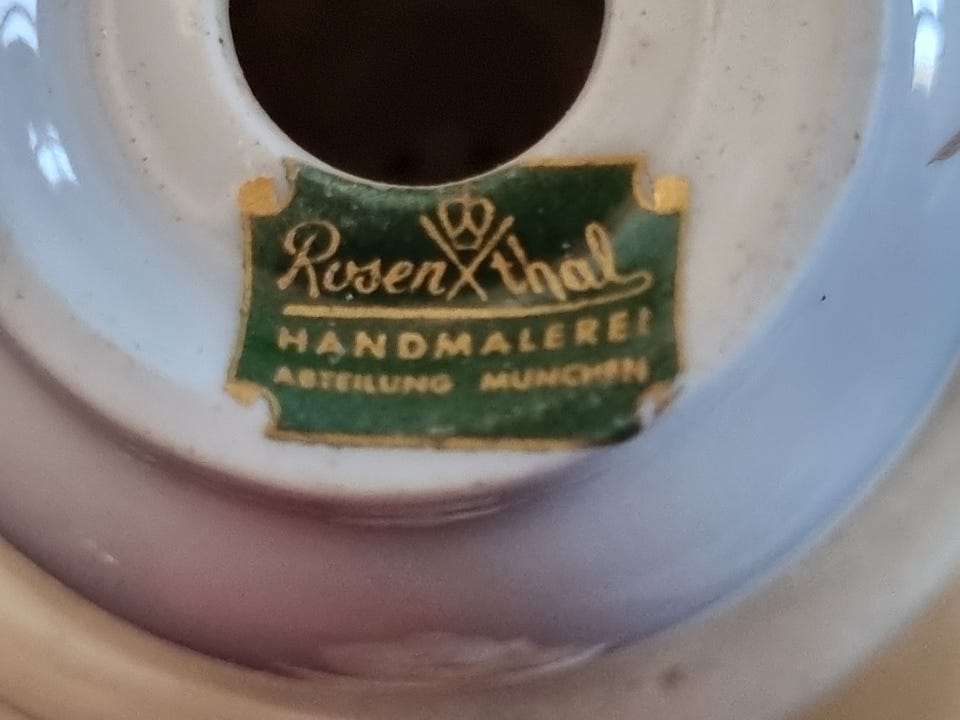 Rosenthal
HANDMALEREI
ABTEILUNG MÜNCHEN